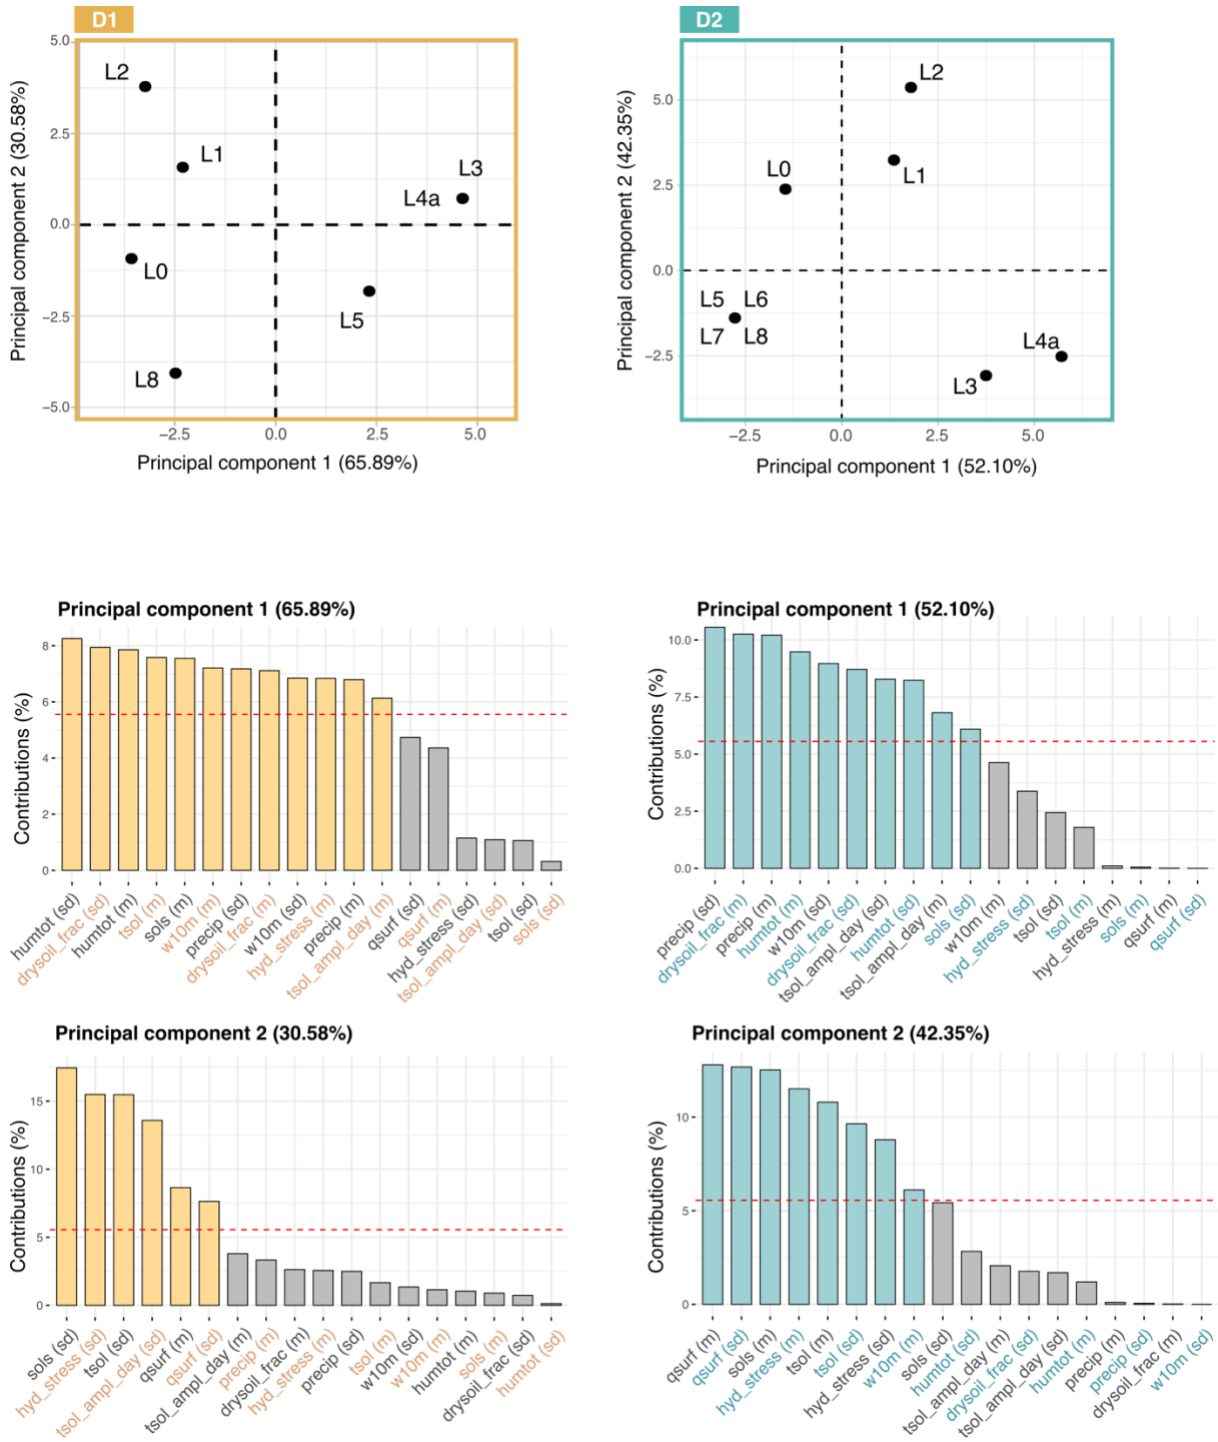 D1
5.0
2.5
0.0
−2.5
−5.0
Principal component 2 (30.58%)
L2
L1
L3
L4a
L0
L5
L8
−2.5
0.0
2.5
5.0
Principal component 1 (65.89%)
D2
5.0
2.5
0.0
−2.5
Principal component 2 (42.35%)
L2
L0
L1
L5 L6
L7 L8
L4a
L3
−2.5
0.0
2.5
5.0
Principal component 1 (52.10%)
Principal component 1 (65.89%)
Contributions (%)
8
6
4
2
0
humtot (sd)
drysoil_frac (sd)
humtot (m)
tsol (m)
sols (m)
w10m (m)
precip (sd)
drysoil_frac (m)
w10m (sd)
hyd_stress (m)
precip (m)
tsol_ampl_day (m)
qsurf (sd)
qsurf (m)
hyd_stress (sd)
tsol_ampl_day (sd)
tsol (sd)
sols (sd)
Principal component 1 (52.10%)
Contributions (%)
10.0
7.5
5.0
2.5
0.0
precip (sd)
drysoil_frac (m)
precip (m)
humtot (m)
w10m (sd)
drysoil_frac (sd)
tsol_ampl_day (sd)
humtot (sd)
tsol_ampl_day (m)
sols (sd)
w10m (m)
hyd_stress (sd)
tsol (sd)
tsol (m)
hyd_stress (m)
sols (m)
qsurf (m)
qsurf (sd)
Principal component 2 (30.58%)
Contributions (%)
15
10
5
0
sols (sd)
hyd_stress (sd)
tsol (sd)
tsol_ampl_day (sd)
qsurf (m)
qsurf (sd)
tsol_ampl_day (m)
precip (m)
drysoil_frac (m)
hyd_stress (m)
precip (sd)
tsol (m)
w10m (sd)
w10m (m)
humtot (m)
sols (m)
drysoil_frac (sd)
humtot (sd)
Principal component 2 (42.35%)
Contributions (%)
10
5
0
qsurf (m)
qsurf (sd)
sols (m)
hyd_stress (m)
tsol (m)
tsol (sd)
hyd_stress (sd)
w10m (m)
sols (sd)
humtot (sd)
tsol_ampl_day (m)
drysoil_frac (sd)
tsol_ampl_day (sd)
humtot (m)
precip (m)
precip (sd)
drysoil_frac (m)
w10m (sd)